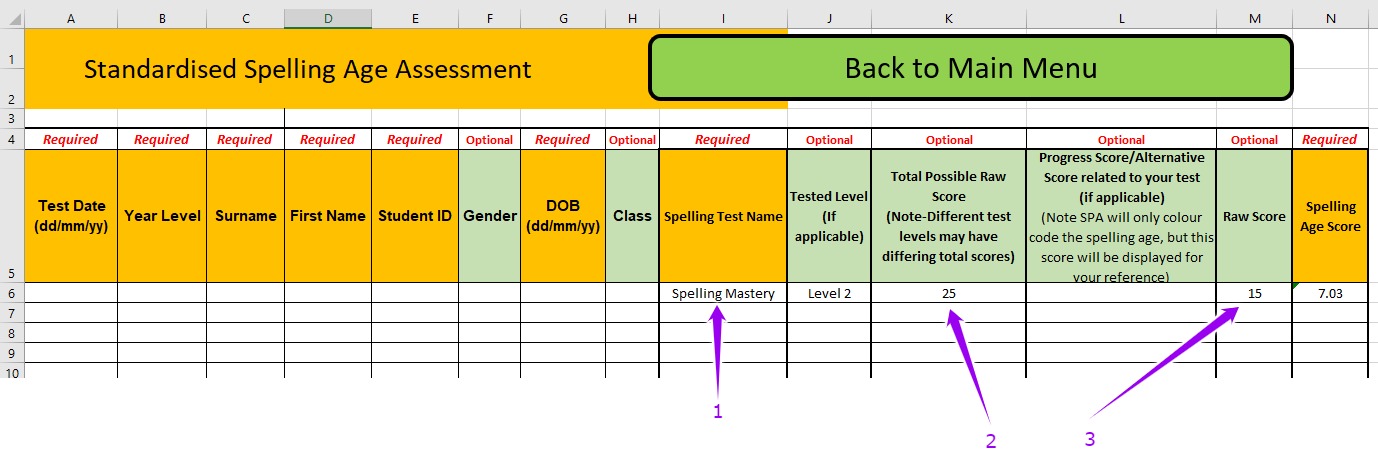 A B C D E F G H I J K L M N
1
Standardised Spelling Age Assessment
Back to Main Menu
2
3
4 Required Required Required Required Required Optional Required Optional Required Optional Optional Optional Optional Required
5
Test Date
(dd/mm/yy)
Year Level
Surname
First Name
Student ID
Gender
DOB
(dd/mm/yy)
Class
Spelling Test Name
Tested Level
(If
applicable)
Total Possible Raw
Score
(Note-Different test
levels may have
differing total scores)
Progress Score/Alternative
Score related to your test
(if applicable)
(Note SPA will only colour
code the spelling age, but this
score will be displayed for
your reference)
Raw Score
Spelling
Age Score
6 Spelling Mastery Level 2 25 15 7.03
7
8
9
10
1
2
3